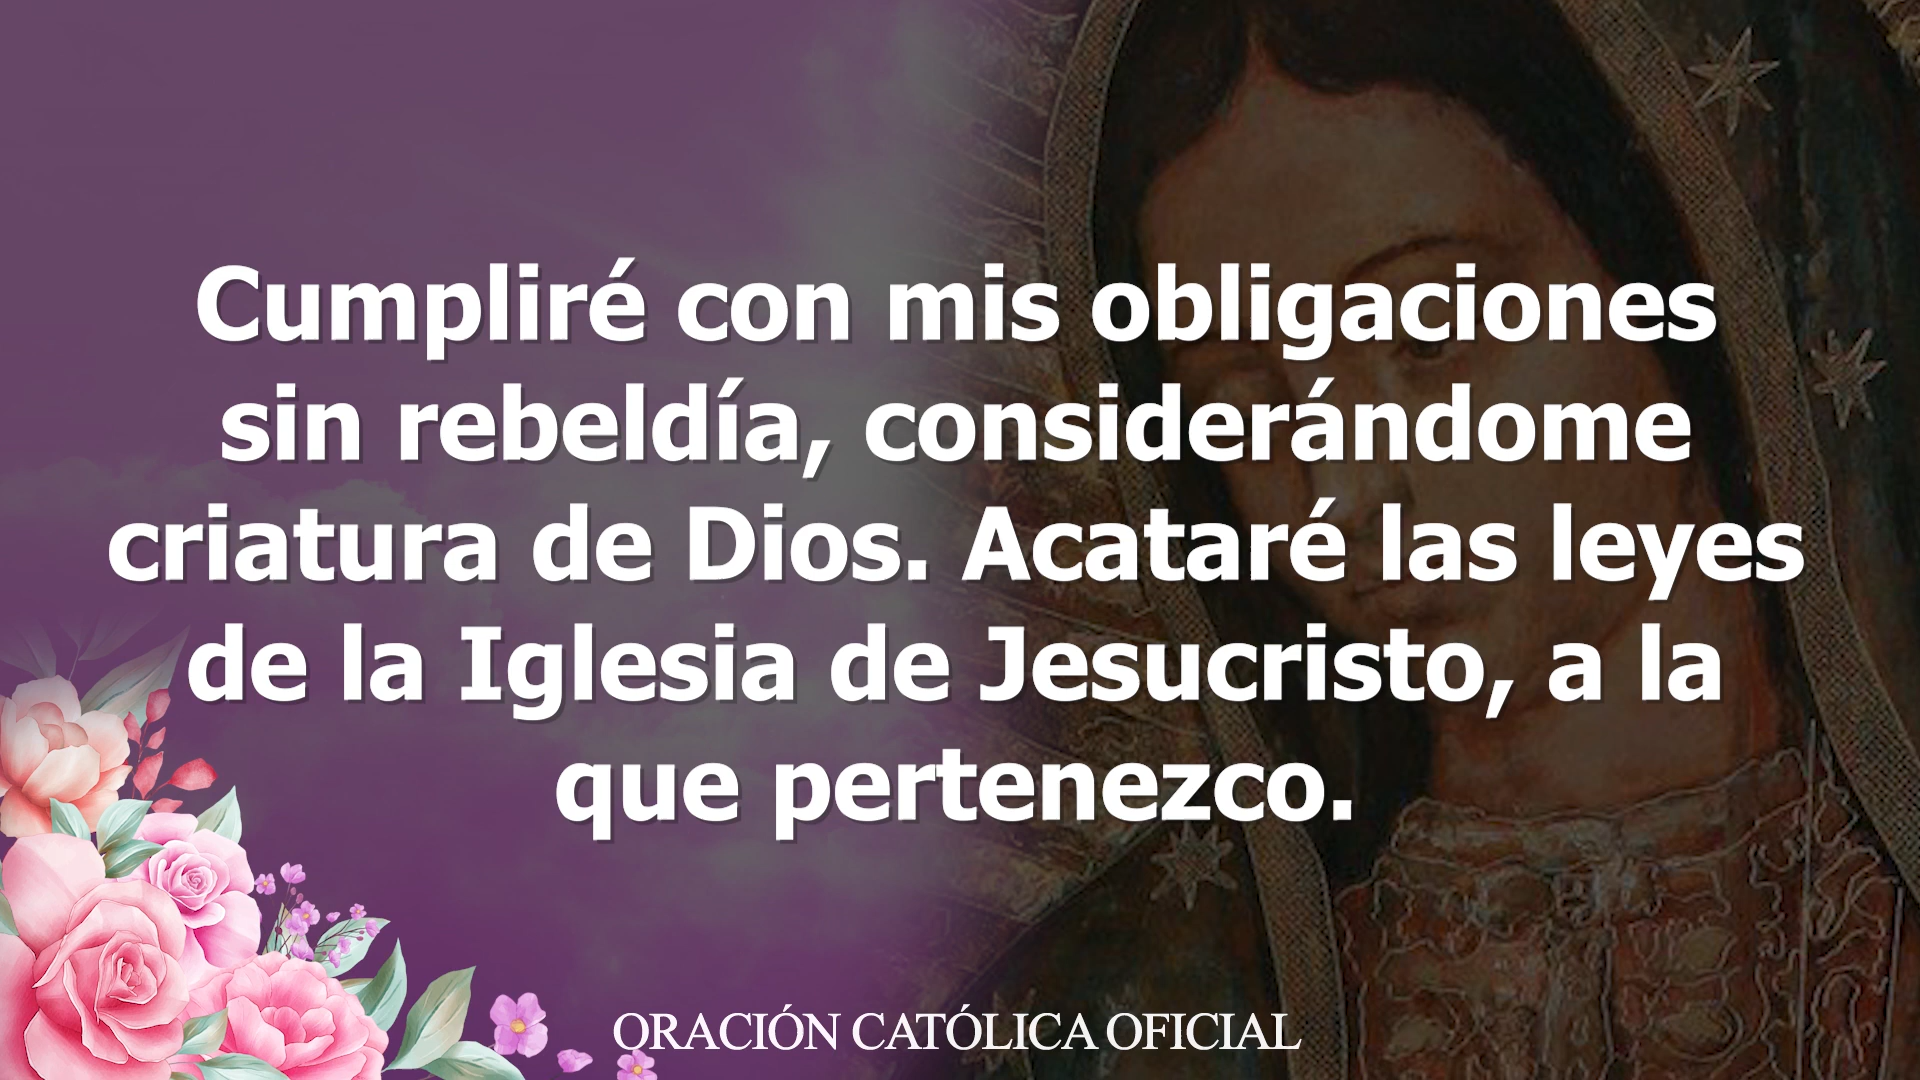 Cumpliré con mis obligaciones
sin rebeldía, considerándome
criatura de Dios. Acataré las leyes
de la Iglesia de Jesucristo, a la
que pertenezco.
ORACIÓN CATÓLICA OFICIAL